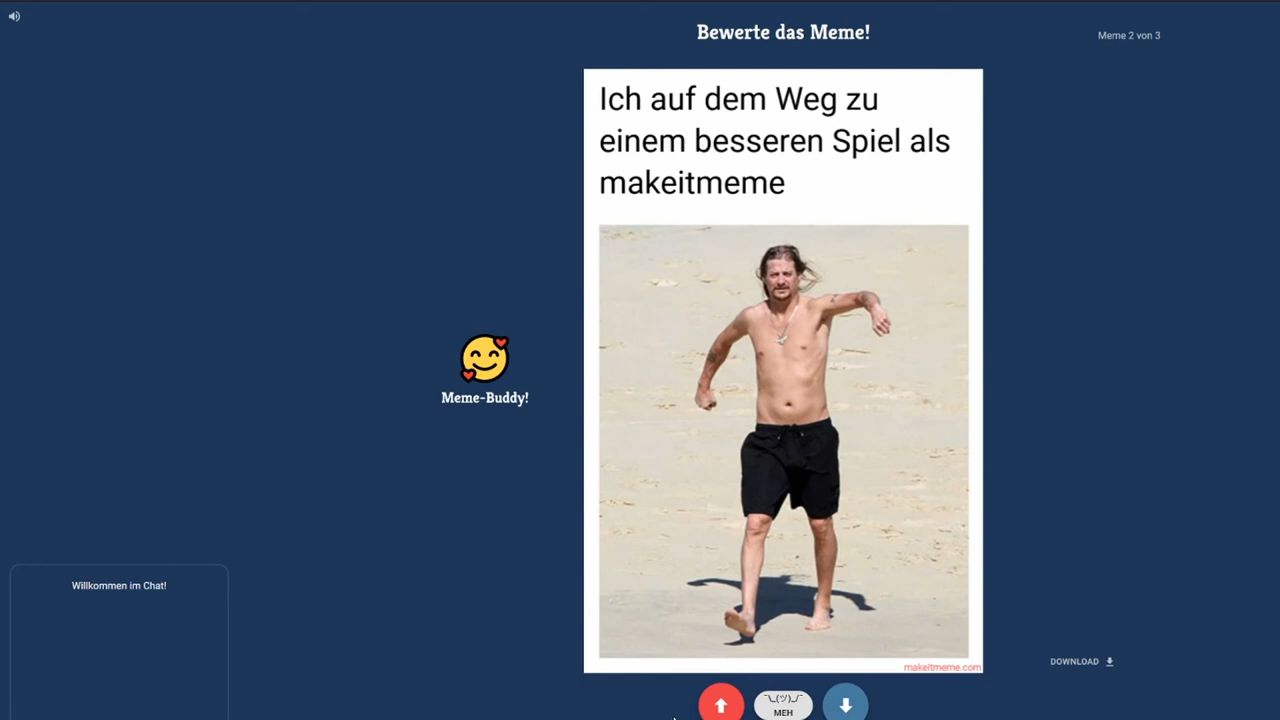 Bewerte das Meme!
Meme 2 von 3
Ich auf dem Weg zu
einem besseren Spiel als
makeitmeme
Meme-Buddy!
Willkommen im Chat!
makeitmeme.com
DOWNLOAD
¯\_(ツ)_/¯
MEH